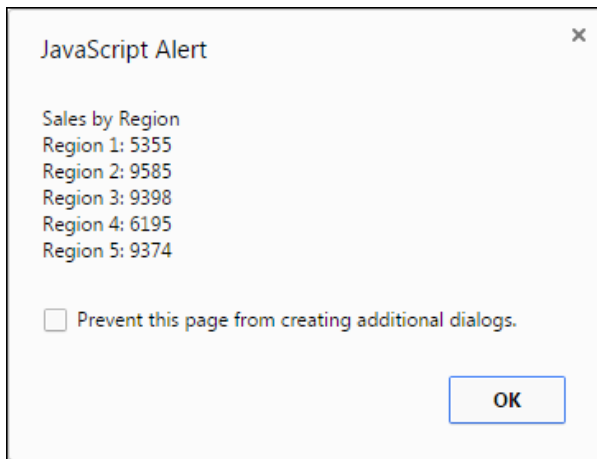 JavaScript Alert
Sales by Region
Region 1: 5355
Region 2: 9585
Region 3: 9398
Region 4: 6195
Region 5: 9374
Prevent this page from creating additional dialogs.
OK